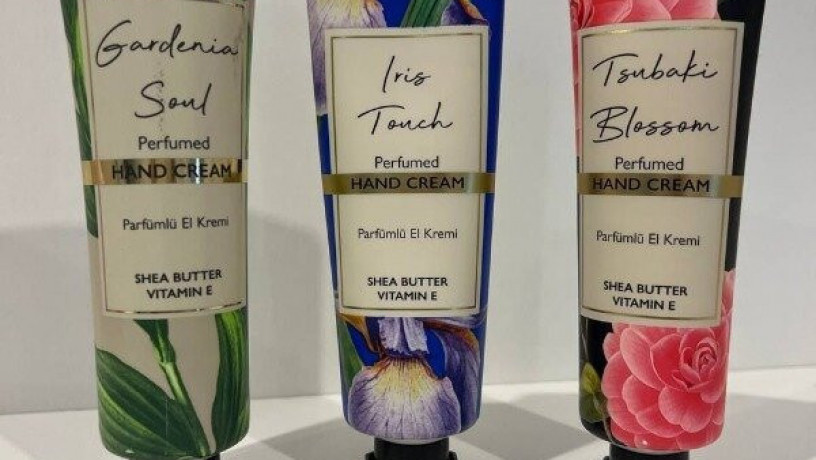 Gardenia
Soul
Perfumed
HAND CREAM
Parfümlü El Kremi
SHEA BUTTER
VITAMIN E
Iris
Touch
Perfumed
HAND CREAM
Parfümlü El Kremi
SHEA BUTTER
VITAMIN E
Tsubaki
Blossom
Perfumed
HAND CREAM
Parfümlü El Kremi
SHEA BUTTER
VITAMIN E